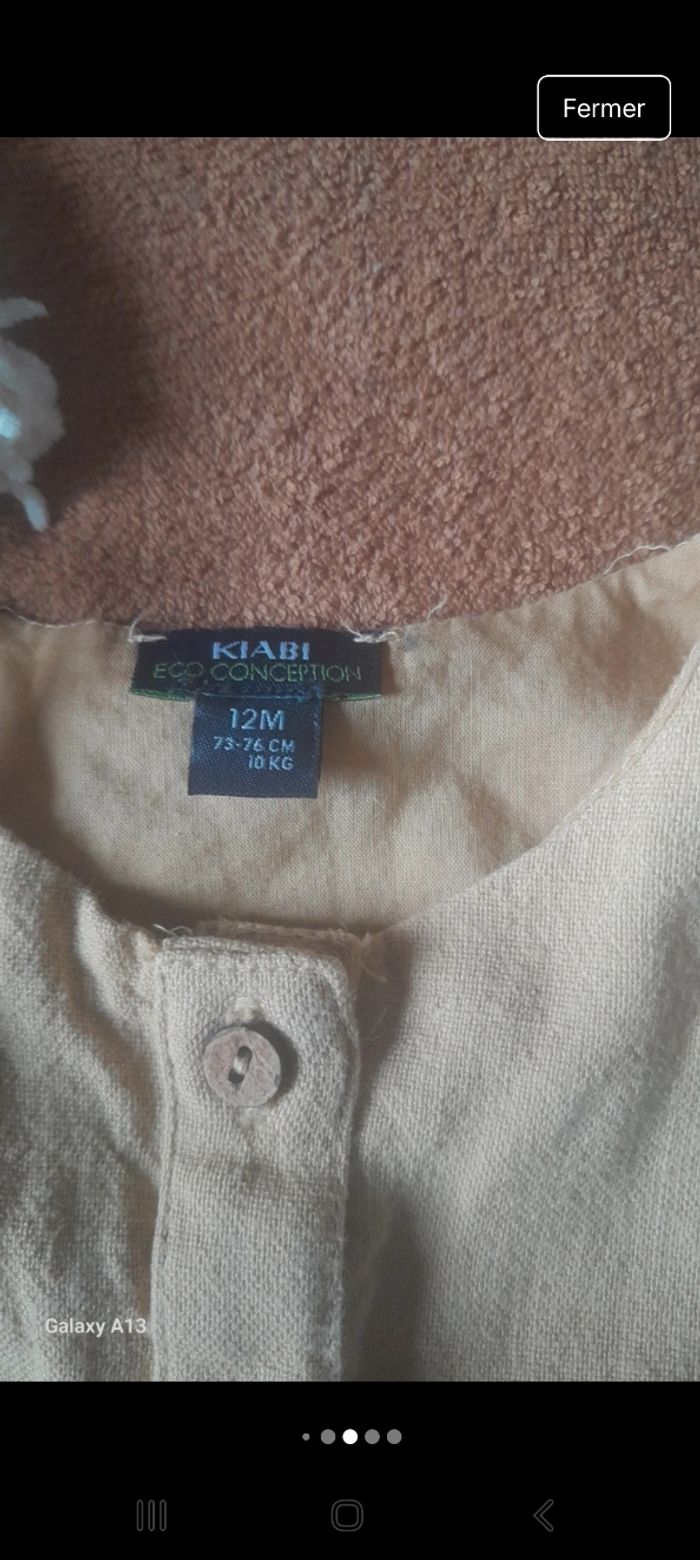 Fermer
KIABI
ECO CONCEPTION
12M
73-76 CM
10 KG
Galaxy A13